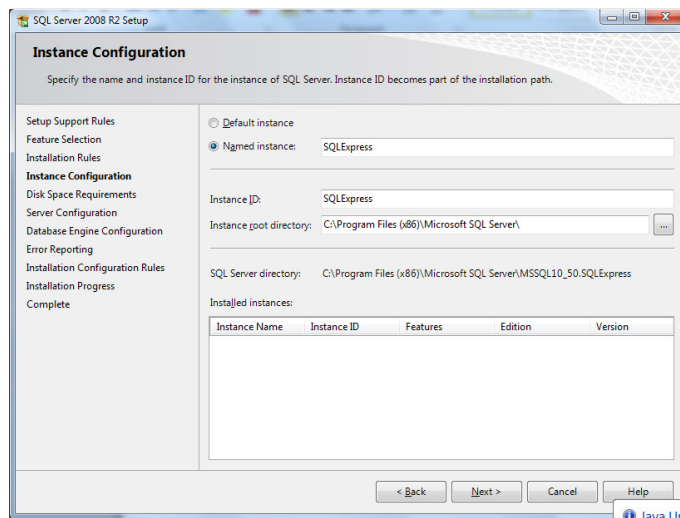 SQL Server 2008 R2 Setup
Instance Configuration
Specify the name and instance ID for the instance of SQL Server. Instance ID becomes part of the installation path.
Setup Support Rules
Feature Selection
Installation Rules
Instance Configuration
Disk Space Requirements
Server Configuration
Database Engine Configuration
Error Reporting
Installation Configuration Rules
Installation Progress
Complete
Default instance
Named instance: SQLExpress
Instance ID: SQLExpress
Instance root directory: C:\Program Files (x86)\Microsoft SQL Server\ ...
SQL Server directory: C:\Program Files (x86)\Microsoft SQL Server\MSSQL10_50.SQLExpress
Installed instances:
Instance Name Instance ID Features Edition Version
< Back Next > Cancel Help
Java